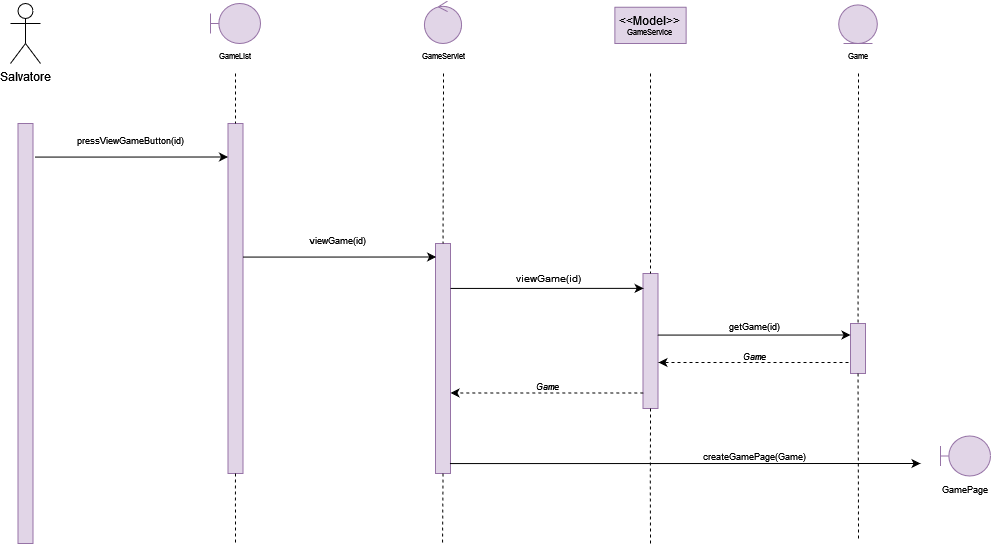 <<Model>>
GameService
GameList
GameServlet
Game
Salvatore
pressViewGameButton(id)
viewGame(id)
viewGame(id)
getGame(id)
Game
Game
createGamePage(Game)
GamePage